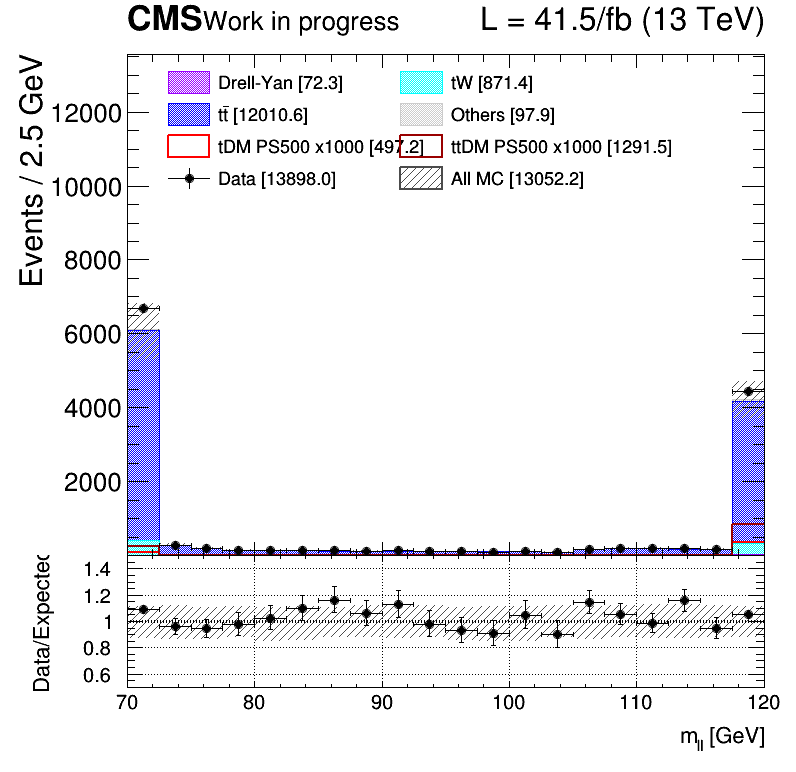 CMS Work in progress L = 41.5/fb (13 TeV)
Events / 2.5 GeV
12000
10000
8000
6000
4000
2000
Drell-Yan [72.3] tW [871.4]
tt̄ [12010.6] Others [97.9]
tDM PS500 x1000 [497.2] ttDM PS500 x1000 [1291.5]
Data [13898.0] All MC [13052.2]
Data/Expected
1.4
1.2
1
0.8
0.6
70 80 90 100 110 120
m_ll [GeV]